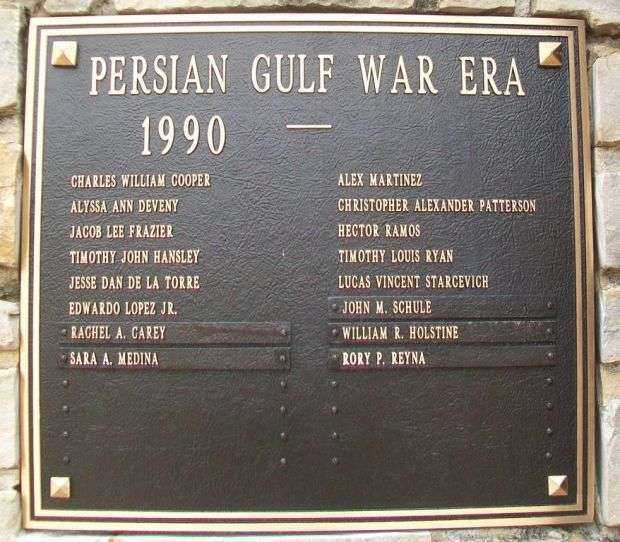 PERSIAN GULF WAR ERA
1990 —
CHARLES WILLIAM COOPER
ALYSSA ANN DEVENY
JACOB LEE FRAZIER
TIMOTHY JOHN HANSLEY
JESSE DAN DE LA TORRE
EDWARDO LOPEZ JR.
RACHEL A. CAREY
SARA A. MEDINA
ALEX MARTINEZ
CHRISTOPHER ALEXANDER PATTERSON
HECTOR RAMOS
TIMOTHY LOUIS RYAN
LUCAS VINCENT STARCEVICH
JOHN M. SCHULE
WILLIAM R. HOLSTINE
RORY P. REYNA